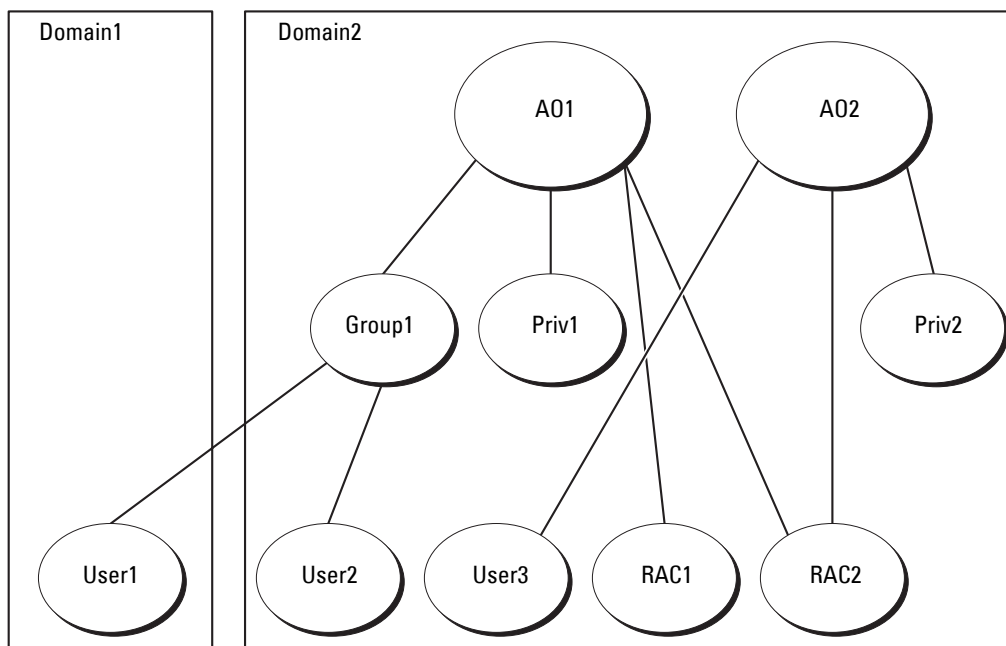 Domain1
Domain2
AO1
AO2
Group1
Priv1
Priv2
User1
User2
User3
RAC1
RAC2